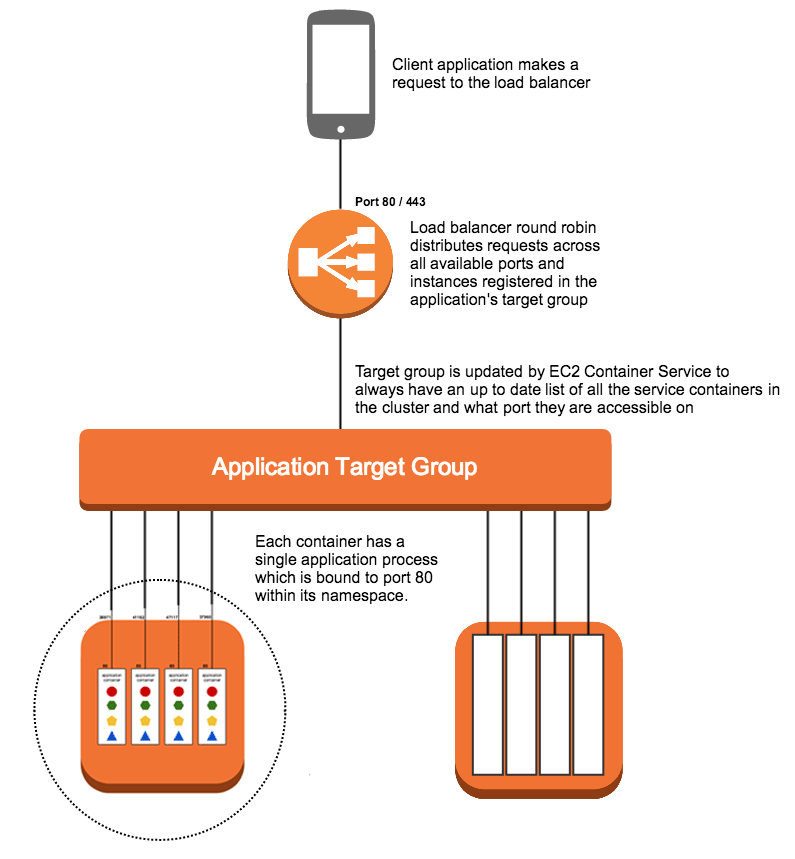 Client application makes a
request to the load balancer
Port 80 / 443
Load balancer round robin
distributes requests across
all available ports and
instances registered in the
application's target group
Target group is updated by EC2 Container Service to
always have an up to date list of all the service containers in
the cluster and what port they are accessible on
Application Target Group
Each container has a
single application process
which is bound to port 80
within its namespace.
80 80 80 80
application application application application
container container container container